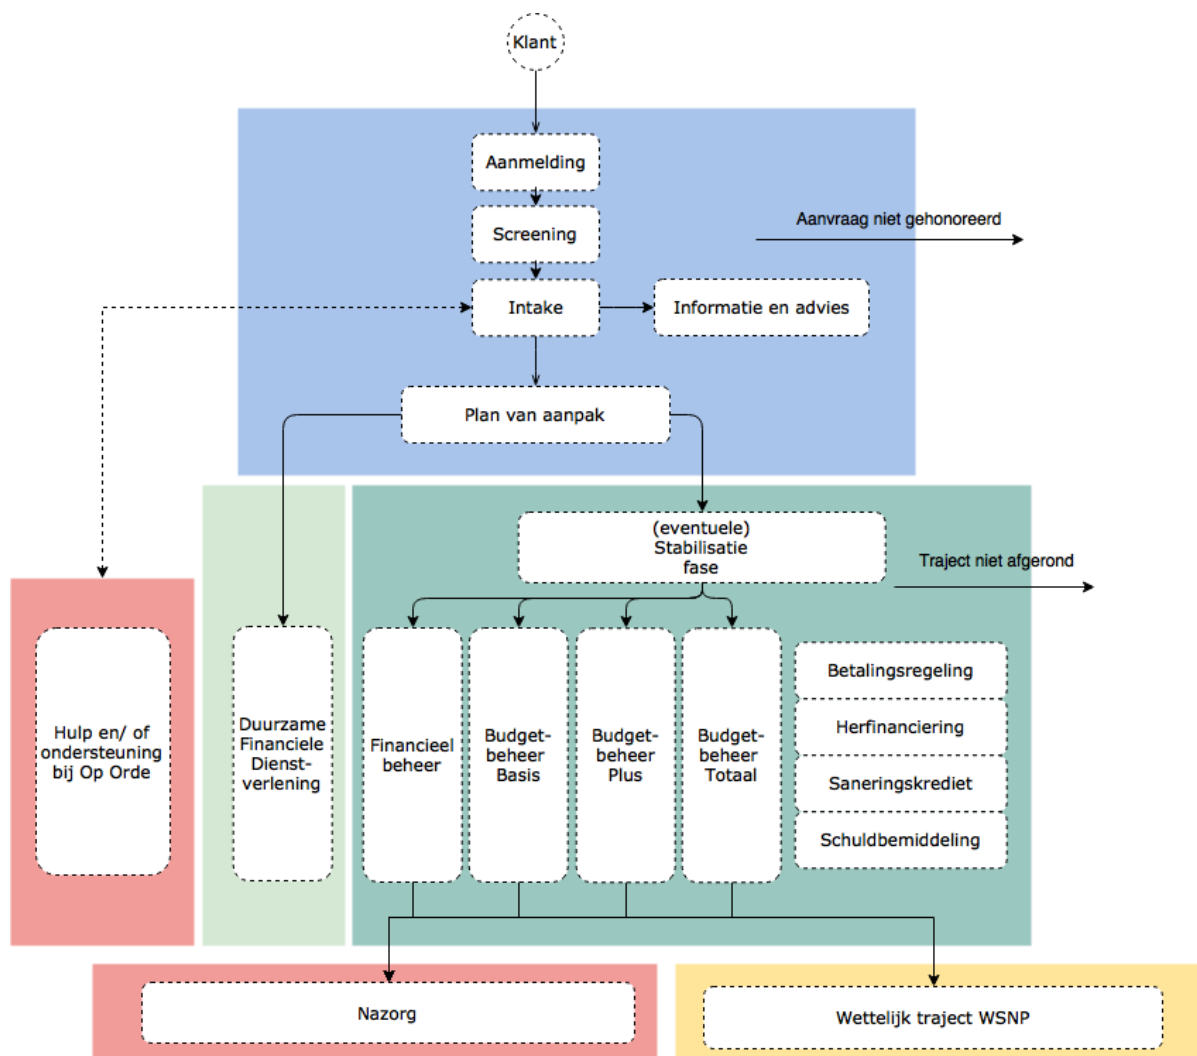 Klant
Aanmelding
Screening
Aanvraag niet gehonoreerd
Intake
Informatie en advies
Plan van aanpak
(eventuele)
Stabilisatie
fase
Traject niet afgerond
Hulp en/ of
ondersteuning
bij Op Orde
Duurzame
Financiele
Dienst-
verlening
Financieel
beheer
Budget-
beheer
Basis
Budget-
beheer
Plus
Budget-
beheer
Totaal
Betalingsregeling
Herfinanciering
Saneringskrediet
Schuldbemiddeling
Nazorg
Wettelijk traject WSNP